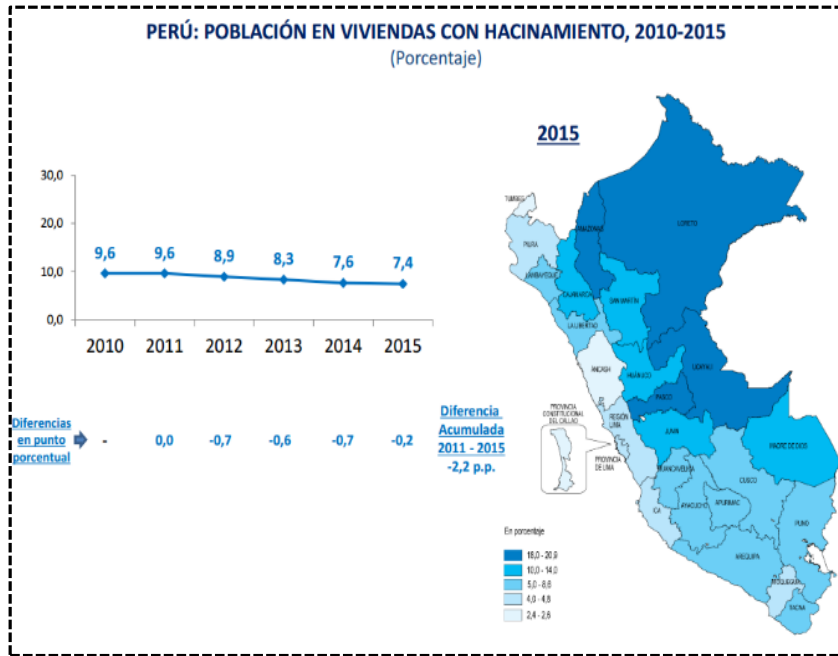 PERÚ: POBLACIÓN EN VIVIENDAS CON HACINAMIENTO, 2010-2015
(Porcentaje)
2015
30,0
20,0
10,0
0,0
9,6
9,6
8,9
8,3
7,6
7,4
2010
2011
2012
2013
2014
2015
Diferencias
en punto
porcentual
-
0,0
-0,7
-0,6
-0,7
-0,2
Diferencia
Acumulada
2011 - 2015
-2,2 p.p.
TUMBES
PIURA
LAMBAYEQUE
CAJAMARCA
AMAZONAS
LORETO
SAN MARTIN
LA LIBERTAD
ANCASH
HUANUCO
UCAYALI
PASCO
REGIÓN
LIMA
PROVINCIA
CONSTITUCIONAL
DEL CALLAO
PROVINCIA
DE LIMA
JUNIN
MADRE DE DIOS
HUANCAVELICA
CUSCO
ICA
AYACUCHO
APURIMAC
PUNO
AREQUIPA
MOQUEGUA
TACNA
En porcentaje
10,0 - 14,0
5,0 - 8,6
4,0 - 4,8
2,4 - 2,6